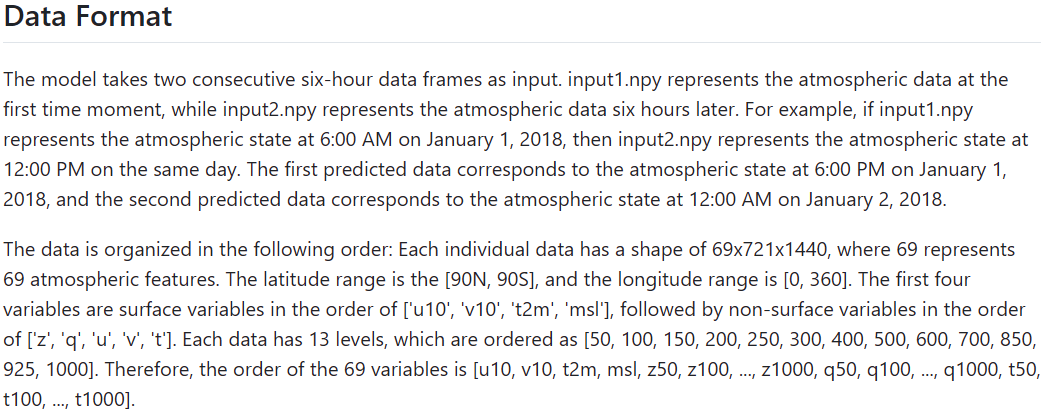 Data Format
The model takes two consecutive six-hour data frames as input. input1.npy represents the atmospheric data at the
first time moment, while input2.npy represents the atmospheric data six hours later. For example, if input1.npy
represents the atmospheric state at 6:00 AM on January 1, 2018, then input2.npy represents the atmospheric state at
12:00 PM on the same day. The first predicted data corresponds to the atmospheric state at 6:00 PM on January 1,
2018, and the second predicted data corresponds to the atmospheric state at 12:00 AM on January 2, 2018.
The data is organized in the following order: Each individual data has a shape of 69x721x1440, where 69 represents
69 atmospheric features. The latitude range is the [90N, 90S], and the longitude range is [0, 360]. The first four
variables are surface variables in the order of ['u10', 'v10', 't2m', 'msl'], followed by non-surface variables in the order
of ['z', 'q', 'u', 'v', 't']. Each data has 13 levels, which are ordered as [50, 100, 150, 200, 250, 300, 400, 500, 600, 700, 850,
925, 1000]. Therefore, the order of the 69 variables is [u10, v10, t2m, msl, z50, z100, ..., z1000, q50, q100, ..., q1000, t50,
t100, ..., t1000].